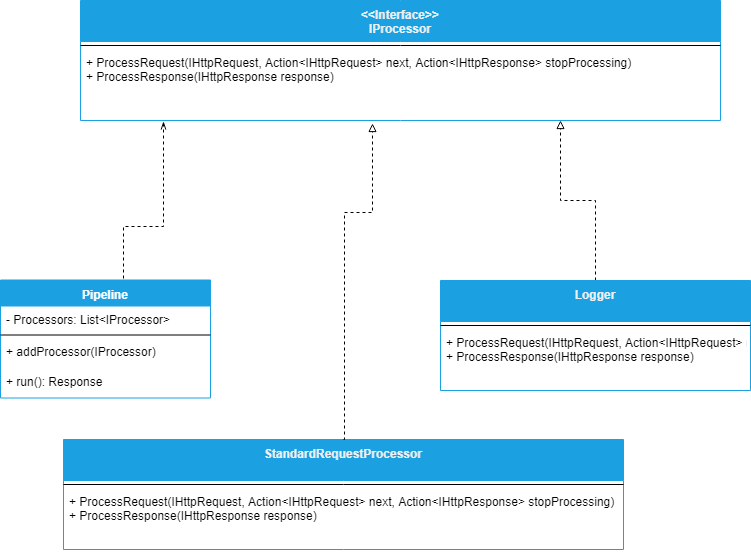 <<Interface>>
IProcessor
+ ProcessRequest(IHttpRequest, Action<IHttpRequest> next, Action<IHttpResponse> stopProcessing)
+ ProcessResponse(IHttpResponse response)
Pipeline
- Processors: List<IProcessor>
+ addProcessor(IProcessor)
+ run(): Response
Logger
+ ProcessRequest(IHttpRequest, Action<IHttpRequest>
+ ProcessResponse(IHttpResponse response)
StandardRequestProcessor
+ ProcessRequest(IHttpRequest, Action<IHttpRequest> next, Action<IHttpResponse> stopProcessing)
+ ProcessResponse(IHttpResponse response)